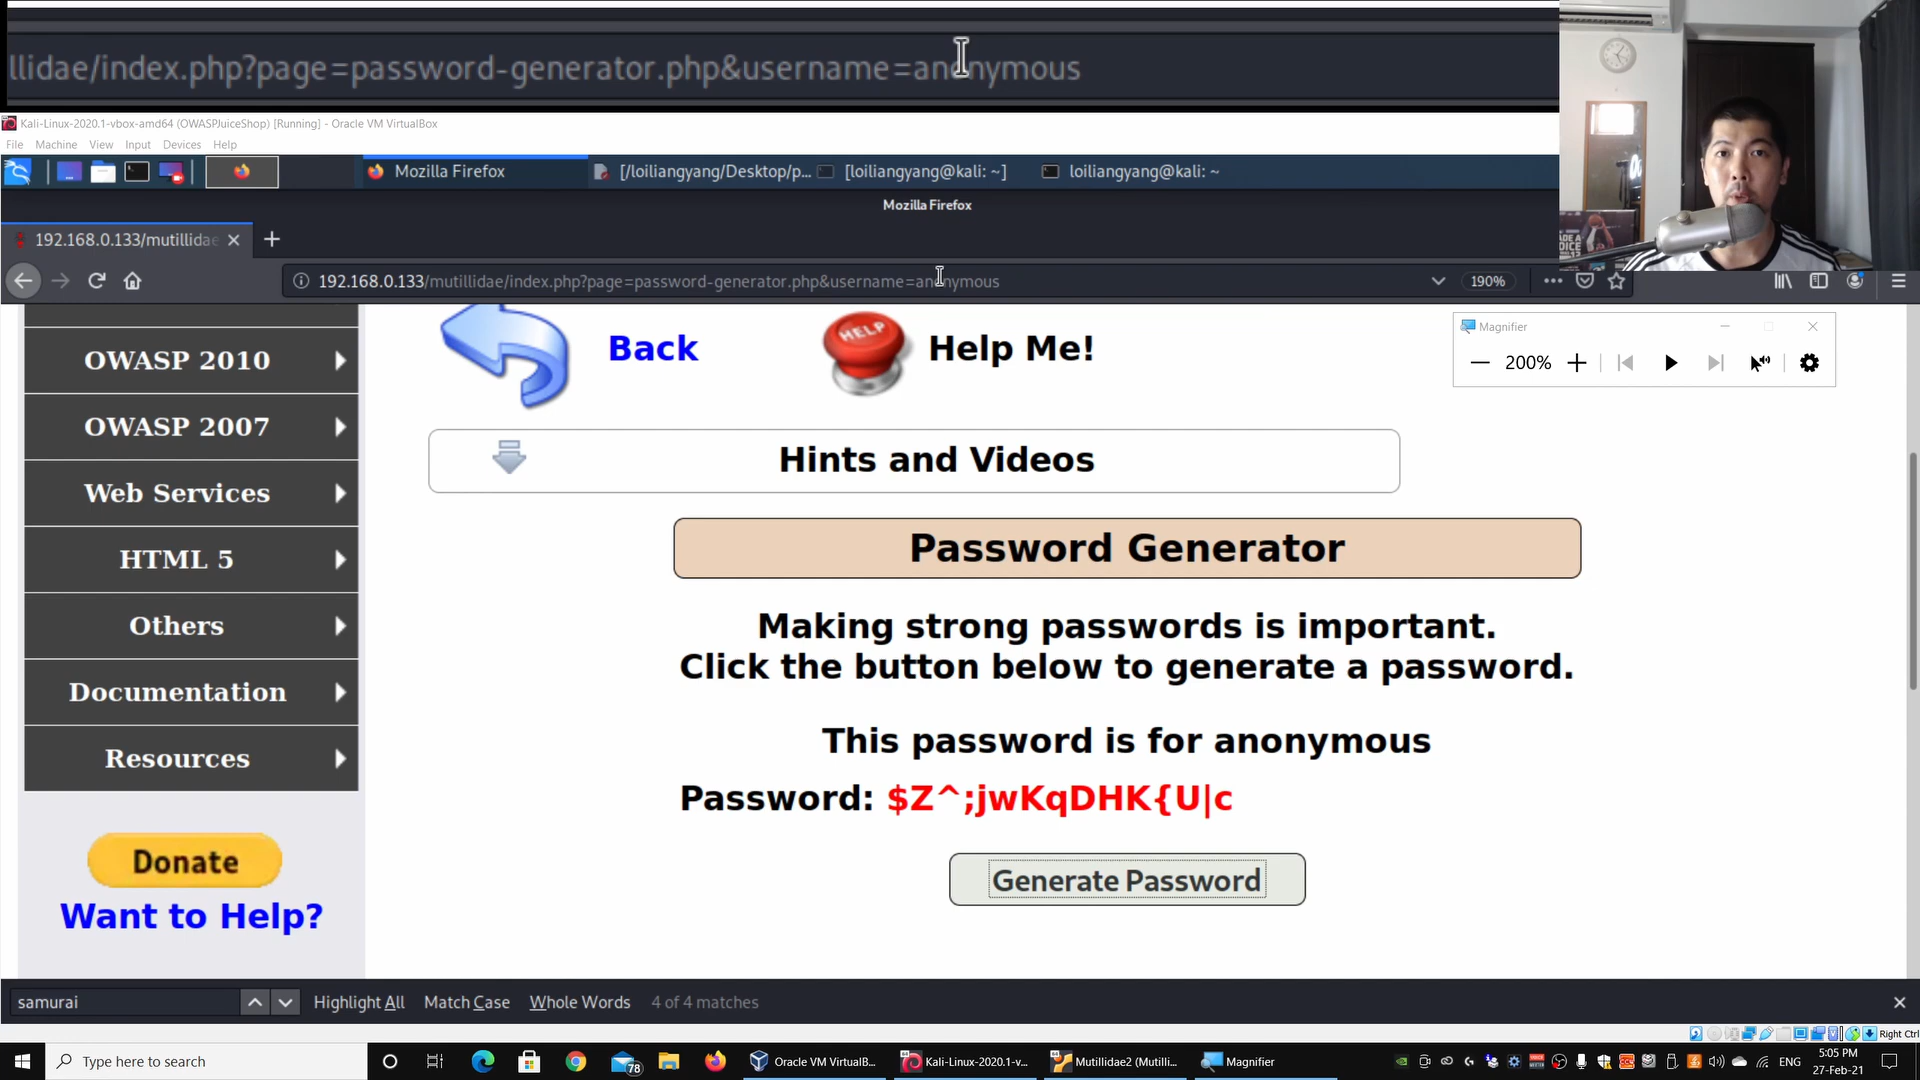 llidae/index.php?page=password-generator.php&username=anonymous
Kali-Linux-2020.1-vbox-amd64 (OWASPJuiceShop) [Running] - Oracle VM VirtualBox
File Machine View Input Devices Help
Mozilla Firefox [/loiliangyang/Desktop/p... [loiliangyang@kali: ~] loiliangyang@kali: ~
Mozilla Firefox
192.168.0.133/mutillidae
192.168.0.133/mutillidae/index.php?page=password-generator.php&username=anonymous 190%
Back
HELP
Help Me!
Magnifier
200%
OWASP 2010
OWASP 2007
Web Services
HTML 5
Others
Documentation
Resources
Donate
Want to Help?
Hints and Videos
Password Generator
Making strong passwords is important.
Click the button below to generate a password.
This password is for anonymous
Password: $Z^;jwKqDHK{U|c
Generate Password
samurai Highlight All Match Case Whole Words 4 of 4 matches
Right Ctrl
Type here to search
78
Oracle VM VirtualB...
Kali-Linux-2020.1-v...
Mutillidae2 (Mutilli...
Magnifier
ENG
5:05 PM
27-Feb-21